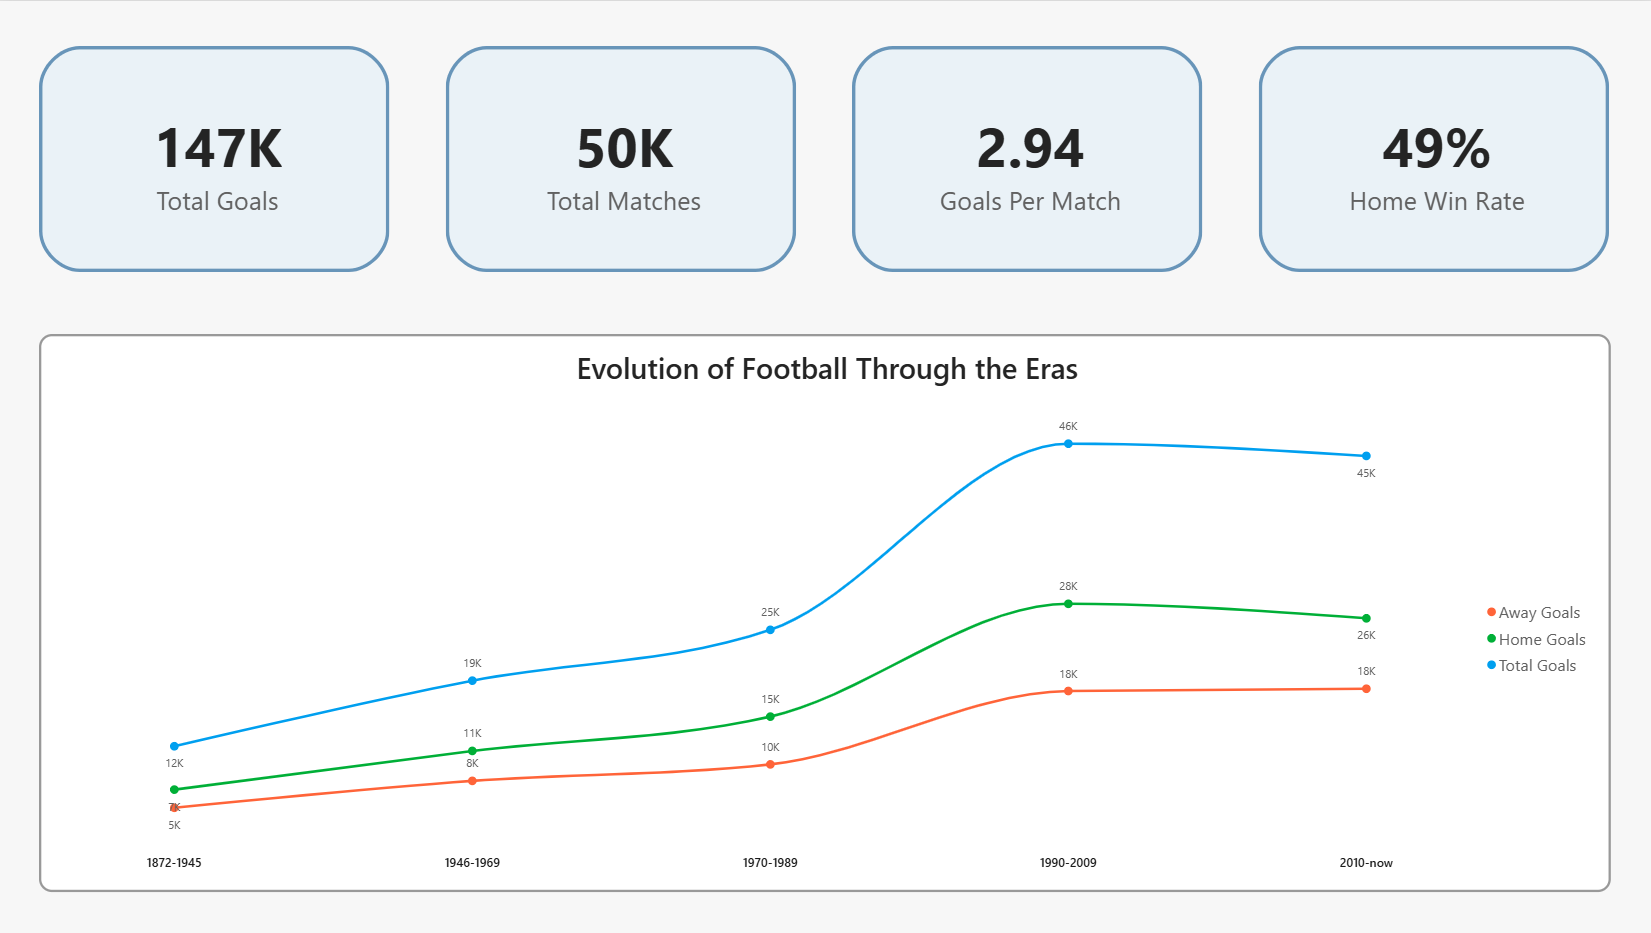 147K
Total Goals
50K
Total Matches
2.94
Goals Per Match
49%
Home Win Rate
Evolution of Football Through the Eras
46K
45K
28K
25K
26K
19K
18K
18K
15K
11K
10K
12K
8K
7K
5K
Away Goals
Home Goals
Total Goals
1872-1945
1946-1969
1970-1989
1990-2009
2010-now